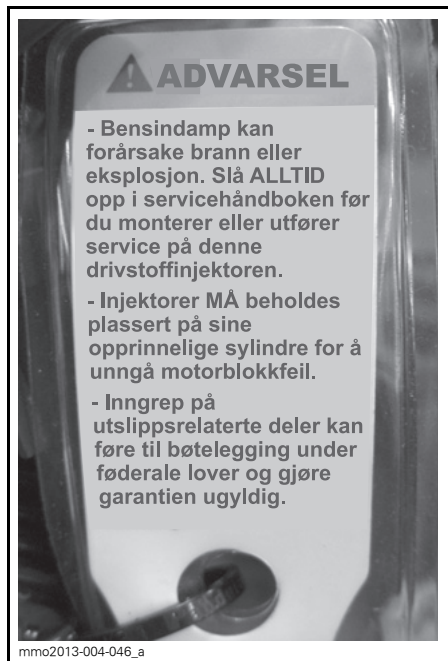 ADVARSEL
- Bensindamp kan
forårsake brann eller
eksplosjon. Slå ALLTID
opp i servicehåndboken før
du monterer eller utfører
service på denne
drivstoffinjektoren.
- Injektorer MÅ beholdes
plassert på sine
opprinnelige sylindre for å
unngå motorblokkfeil.
- Inngrep på
utslippsrelaterte deler kan
føre til bøtelegging under
føderale lover og gjøre
garantien ugyldig.
mmo2013-004-046_a